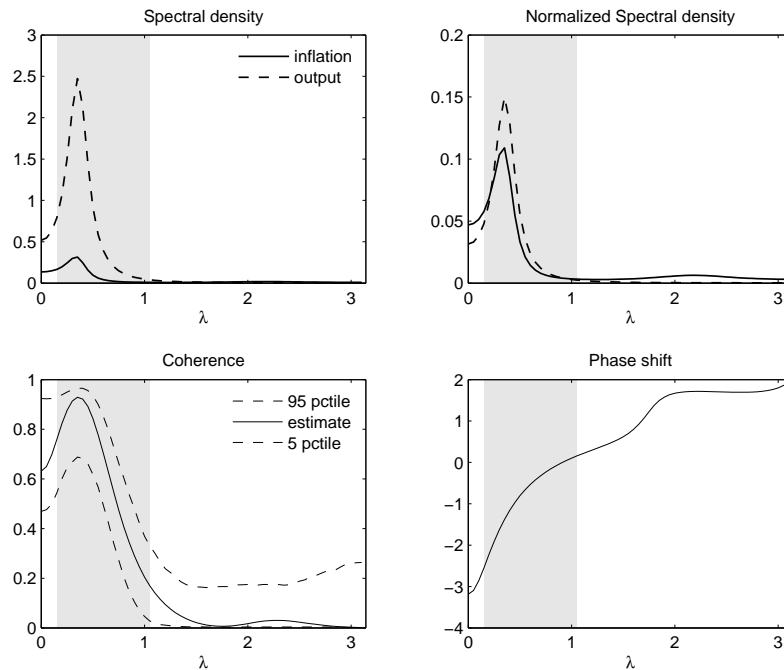 Spectral density
3
2.5
2
1.5
1
0.5
0
0 1 2 3
λ
inflation
output
Normalized Spectral density
0.2
0.15
0.1
0.05
0
0 1 2 3
λ
Coherence
1
0.8
0.6
0.4
0.2
0
0 1 2 3
λ
95 pctile
estimate
5 pctile
Phase shift
2
1
0
−1
−2
−3
−4
0 1 2 3
λ